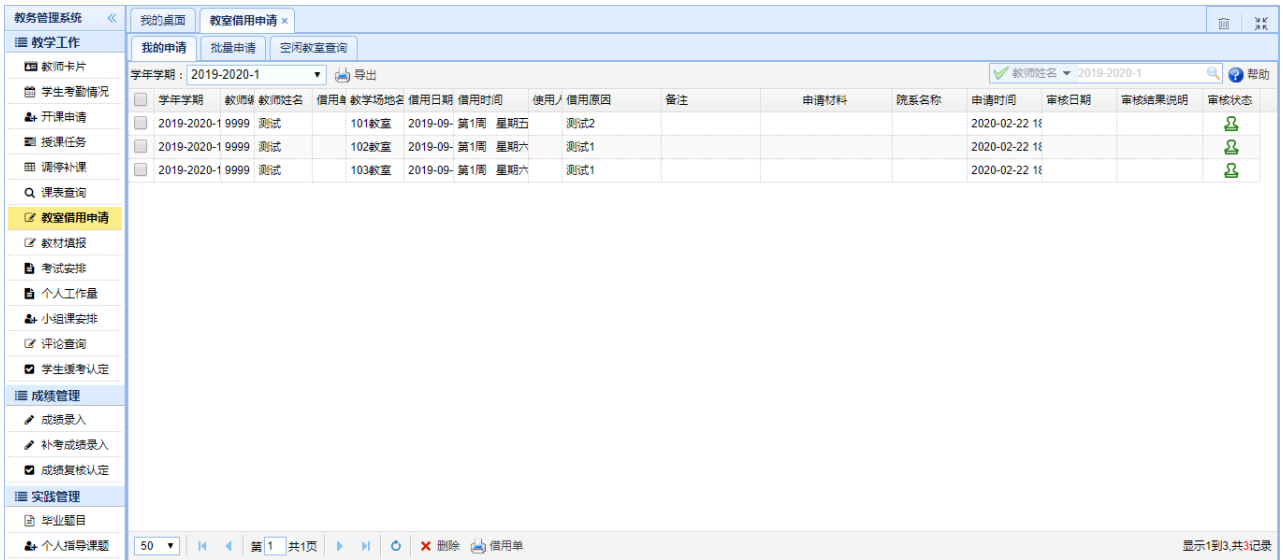 教务管理系统
教学工作
教师卡片
学生考勤情况
开课申请
授课任务
调停补课
课表查询
教室借用申请
教材填报
考试安排
个人工作量
小组课安排
评论查询
学生缓考认定
成绩管理
成绩录入
补考成绩录入
成绩复核认定
实践管理
毕业题目
个人指导课题
我的桌面 教室借用申请 ×
我的申请 批量申请 空闲教室查询
学年学期： 2019-2020-1 导出 教师姓名 2019-2020-1 帮助
学年学期 教师 教师姓名 借用 教学场地名 借用日期 借用时间 使用人 借用原因 备注 申请材料 院系名称 申请时间 审核日期 审核结果说明 审核状态
2019-2020-1 9999 测试 101教室 2019-09- 第1周 星期五 测试2 2020-02-22 18
2019-2020-1 9999 测试 102教室 2019-09- 第1周 星期六 测试1 2020-02-22 18
2019-2020-1 9999 测试 103教室 2019-09- 第1周 星期六 测试1 2020-02-22 18
50 第 1 共1页 删除 借用单 显示1到3,共3记录